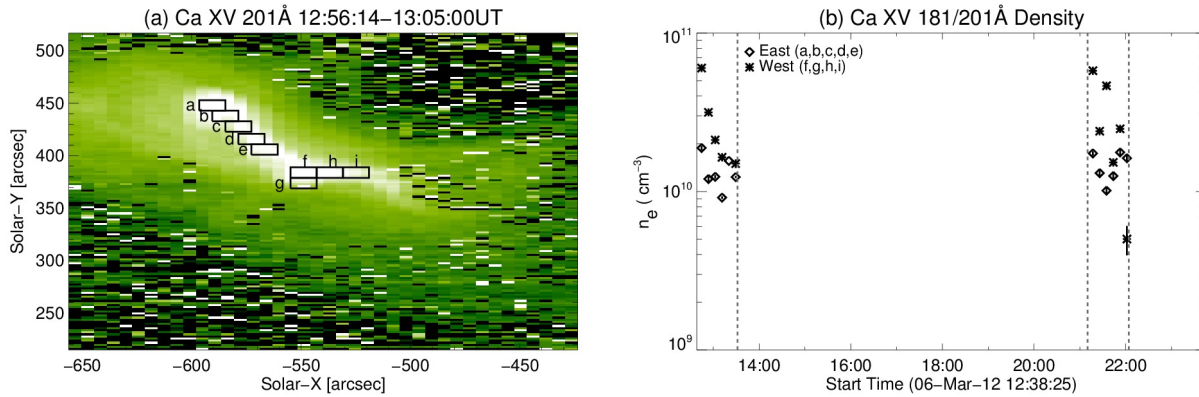 (a) Ca XV 201Å 12:56:14−13:05:00UT
500
450
400
350
300
250
Solar−Y [arcsec]
a
b
c
d
e
f
h
i
g
−650
−600
−550
−500
−450
Solar−X [arcsec]
(b) Ca XV 181/201Å Density
10^11
10^10
10^9
n_e ( cm^−3)
East (a,b,c,d,e)
West (f,g,h,i)
14:00
16:00
18:00
20:00
22:00
Start Time (06−Mar−12 12:38:25)